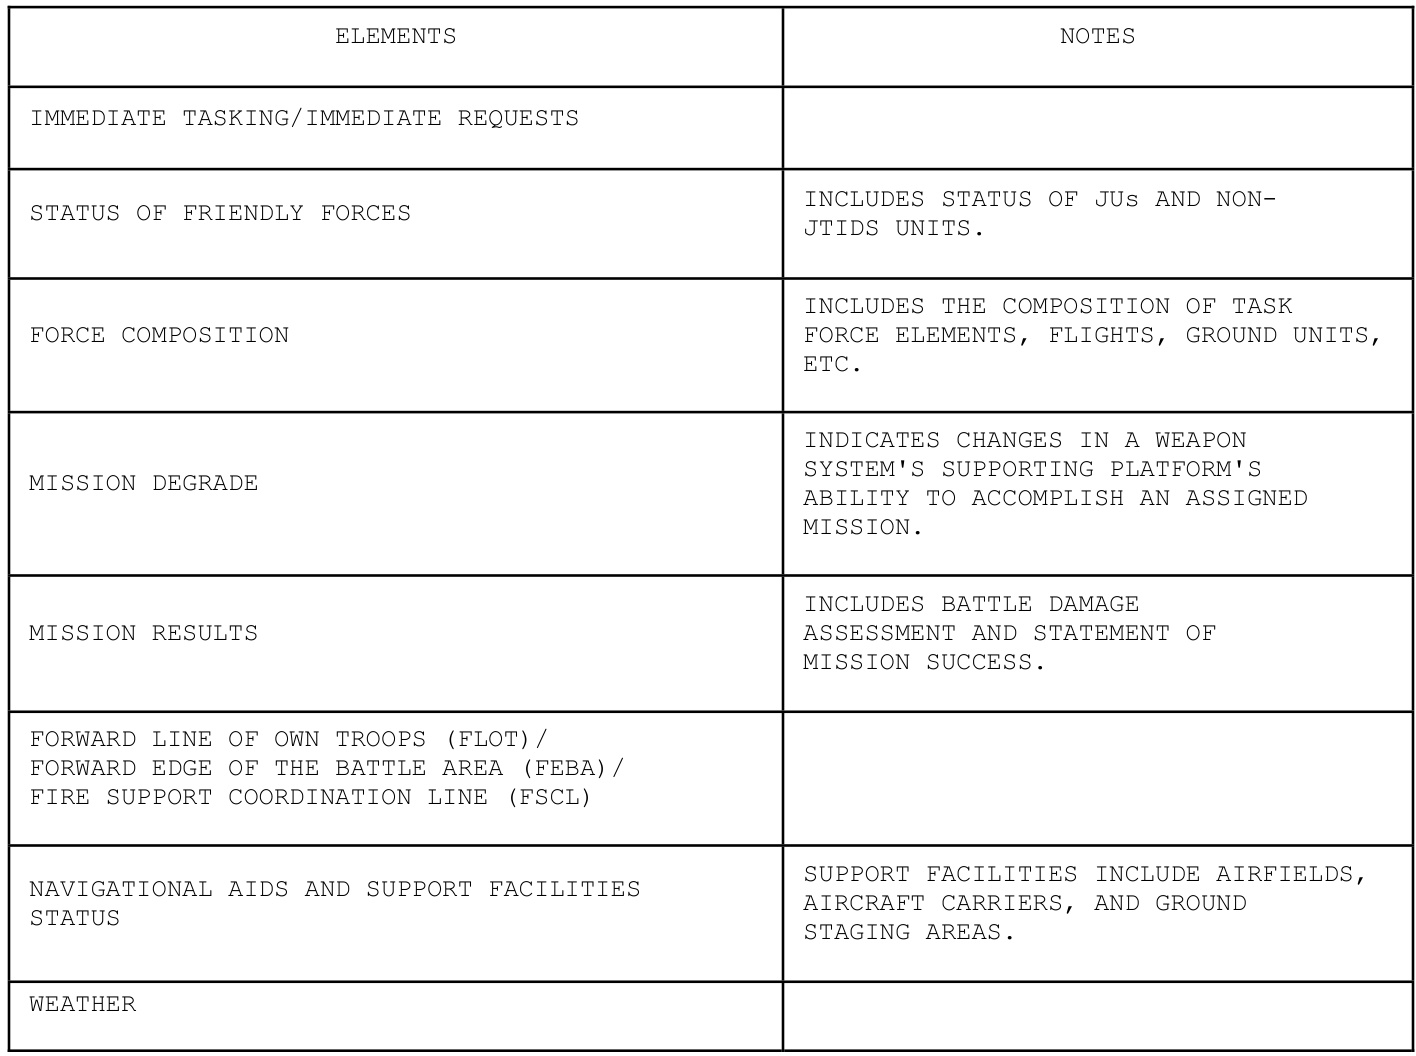 ELEMENTS
NOTES
IMMEDIATE TASKING/IMMEDIATE REQUESTS
STATUS OF FRIENDLY FORCES
INCLUDES STATUS OF JUs AND NON-
JTIDS UNITS.
FORCE COMPOSITION
INCLUDES THE COMPOSITION OF TASK
FORCE ELEMENTS, FLIGHTS, GROUND UNITS,
ETC.
MISSION DEGRADE
INDICATES CHANGES IN A WEAPON
SYSTEM'S SUPPORTING PLATFORM'S
ABILITY TO ACCOMPLISH AN ASSIGNED
MISSION.
MISSION RESULTS
INCLUDES BATTLE DAMAGE
ASSESSMENT AND STATEMENT OF
MISSION SUCCESS.
FORWARD LINE OF OWN TROOPS (FLOT)/
FORWARD EDGE OF THE BATTLE AREA (FEBA)/
FIRE SUPPORT COORDINATION LINE (FSCL)
NAVIGATIONAL AIDS AND SUPPORT FACILITIES
STATUS
SUPPORT FACILITIES INCLUDE AIRFIELDS,
AIRCRAFT CARRIERS, AND GROUND
STAGING AREAS.
WEATHER